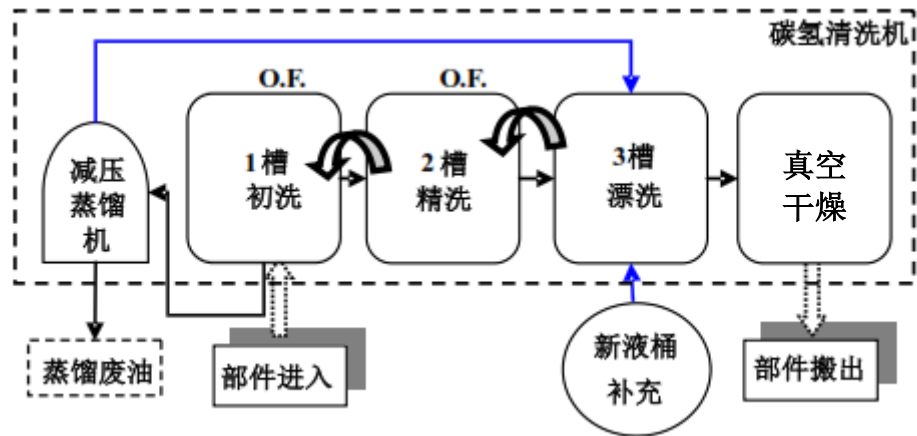 碳氢清洗机
O.F.
O.F.
减压
蒸馏
机
1槽
初洗
2 槽
精洗
3槽
漂洗
真空
干燥
蒸馏废油
部件进入
新液桶
补充
部件搬出